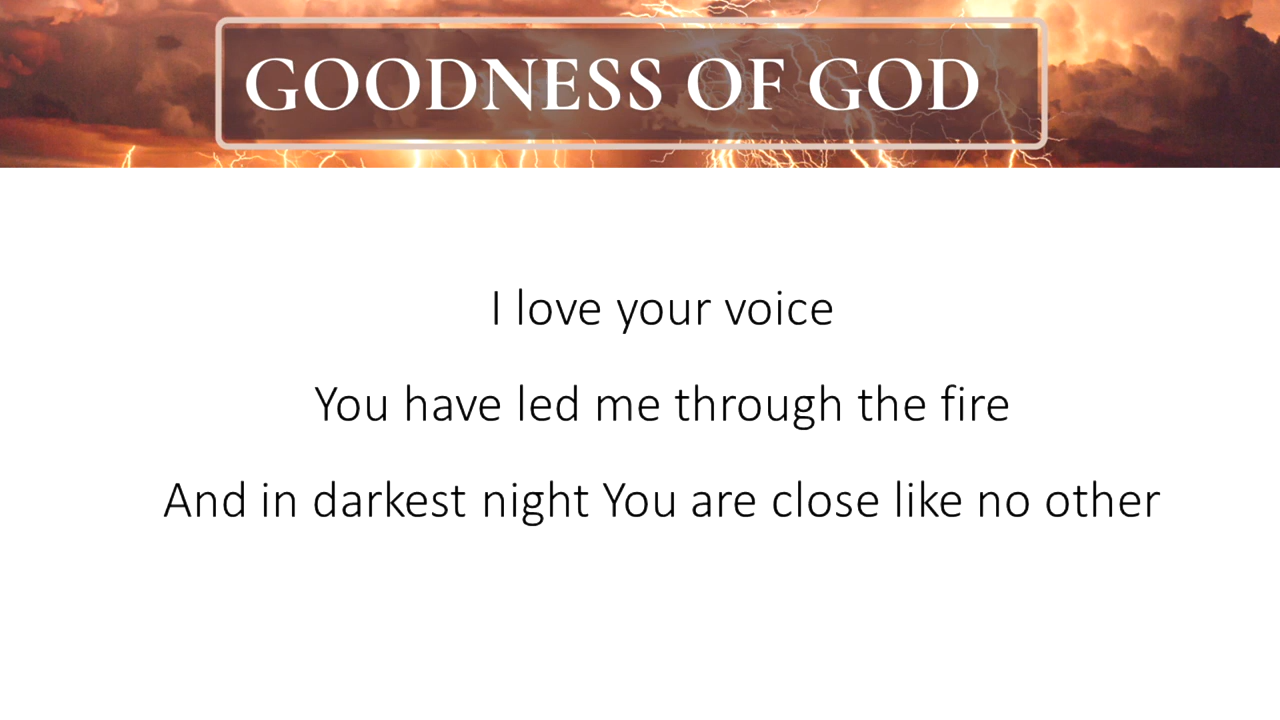 GOODNESS OF GOD
I love your voice
You have led me through the fire
And in darkest night You are close like no other